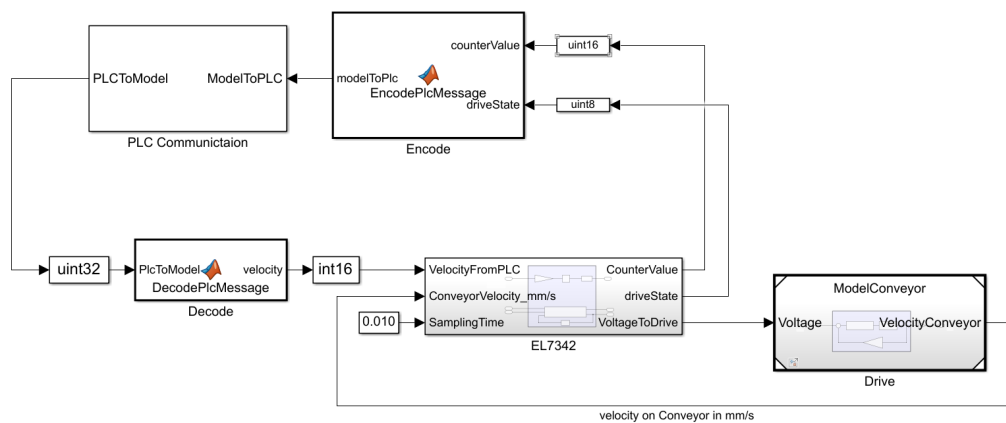 counterValue
uint16
PLCToModel
ModelToPLC
modelToPlc
EncodePlcMessage
driveState
uint8
PLC Communictaion
Encode
uint32
PlcToModel
velocity
DecodePlcMessage
int16
Decode
VelocityFromPLC
CounterValue
ConveyorVelocity_mm/s
driveState
0.010
SamplingTime
VoltageToDrive
EL7342
ModelConveyor
Voltage
VelocityConveyor
Drive
velocity on Conveyor in mm/s